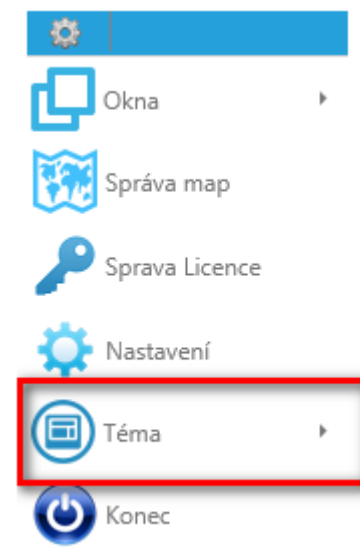 Okna
Správa map
Sprava Licence
Nastavení
Téma
Konec